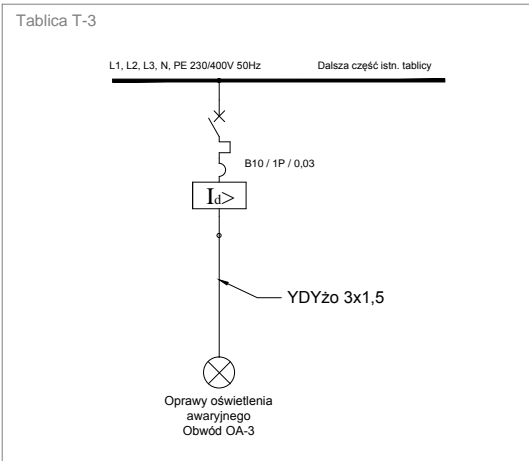 Tablica T-3
L1, L2, L3, N, PE 230/400V 50Hz
Dalsza część istn. tablicy
B10 / 1P / 0,03
Id>
YDYżo 3x1,5
Oprawy oświetlenia
awaryjnego
Obwód OA-3